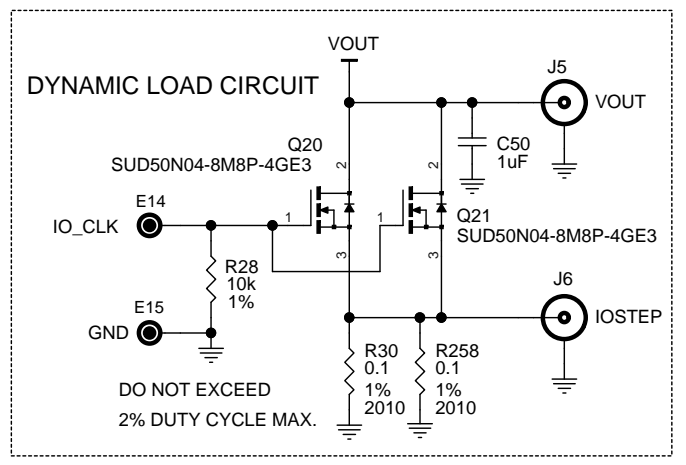 VOUT
J5
DYNAMIC LOAD CIRCUIT
VOUT
Q20
C50
1uF
SUD50N04-8M8P-4GE3
2
2
E14
Q21
IO_CLK
1
1
SUD50N04-8M8P-4GE3
3
3
R28
10k
1%
J6
E15
IOSTEP
GND
R30
0.1
1%
2010
R258
0.1
1%
2010
DO NOT EXCEED
2% DUTY CYCLE MAX.